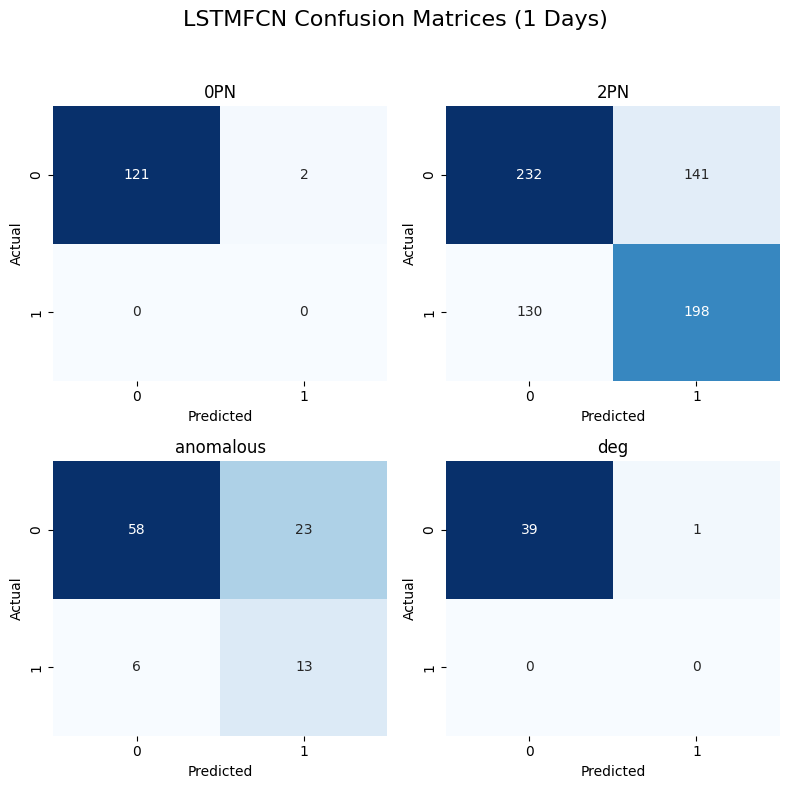 LSTMFCN Confusion Matrices (1 Days)
0PN
Actual
0
121
2
1
0
0
0
1
Predicted
2PN
Actual
0
232
141
1
130
198
0
1
Predicted
anomalous
Actual
0
58
23
1
6
13
0
1
Predicted
deg
Actual
0
39
1
1
0
0
0
1
Predicted